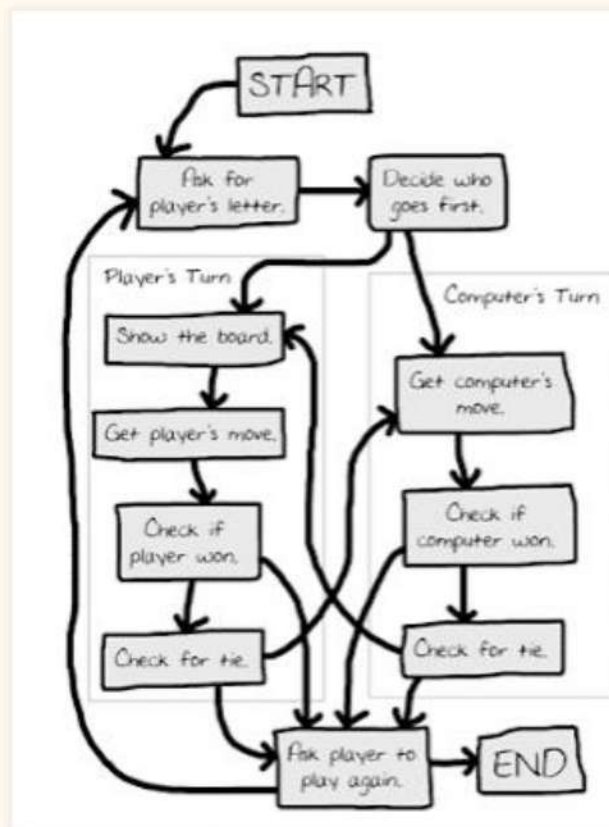 START
Ask for
player's letter.
Decide who
goes first.
Player's Turn
Show the board.
Get player's move.
Check if
player won.
Check for tie.
Computer's Turn
Get computer's
move.
Check if
computer won.
Check for tie.
Ask player to
play again.
END